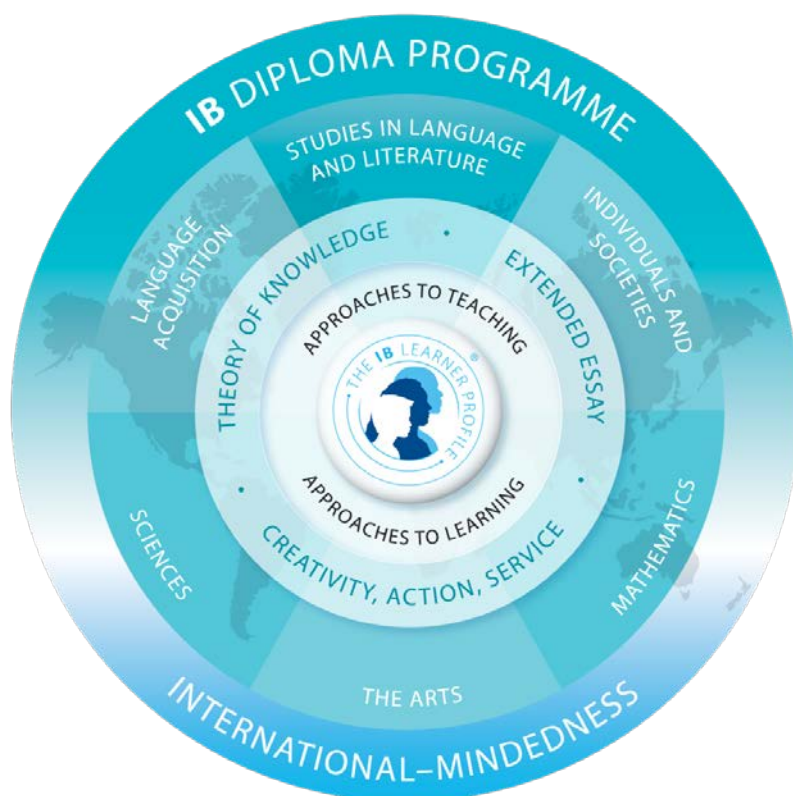 IB DIPLOMA PROGRAMME
STUDIES IN LANGUAGE
AND LITERATURE
LANGUAGE
ACQUISITION
INDIVIDUALS AND
SOCIETIES
THEORY OF KNOWLEDGE
·
EXTENDED ESSAY
APPROACHES TO TEACHING
THE IB LEARNER PROFILE ®
APPROACHES TO LEARNING
·
CREATIVITY, ACTION, SERVICE
·
SCIENCES
MATHEMATICS
THE ARTS
INTERNATIONAL–MINDEDNESS